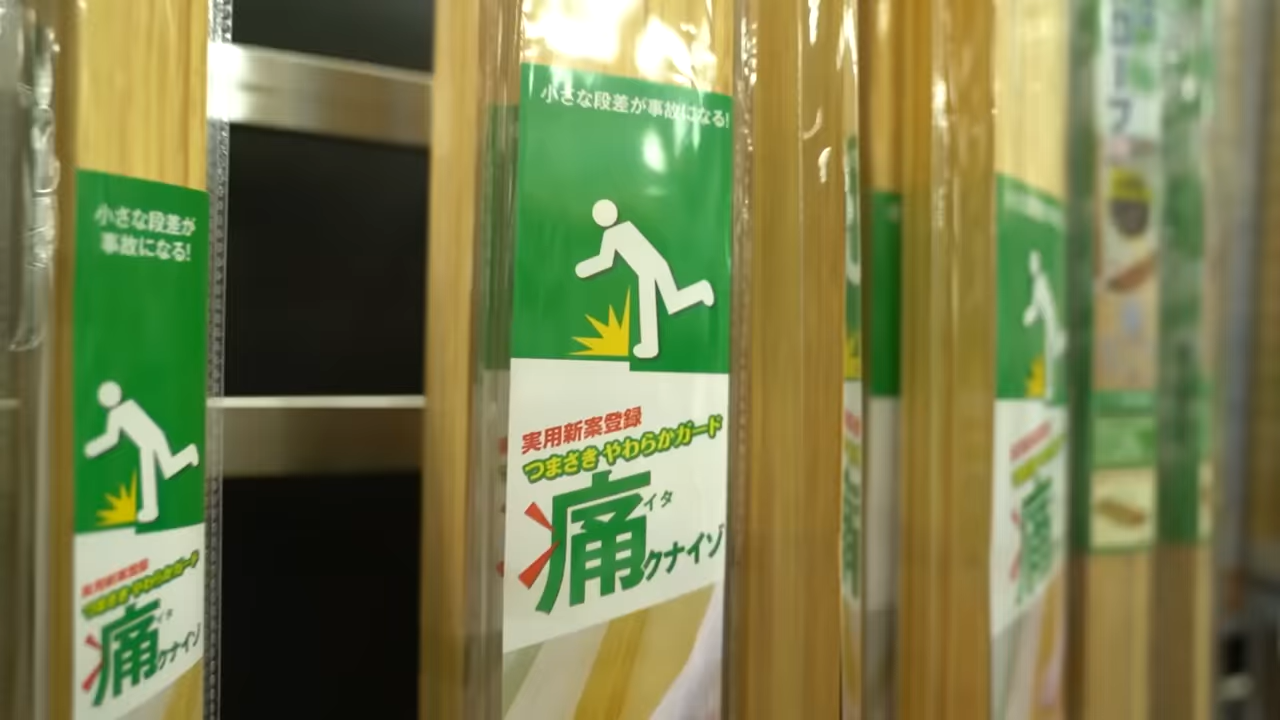 小さな段差が
事故になる!
実用新案登録
つまさき やわらかガード
痛
イタ
クナイゾ
小さな段差が事故になる!
実用新案登録
つまさき やわらかガード
痛
イタ
クナイゾ